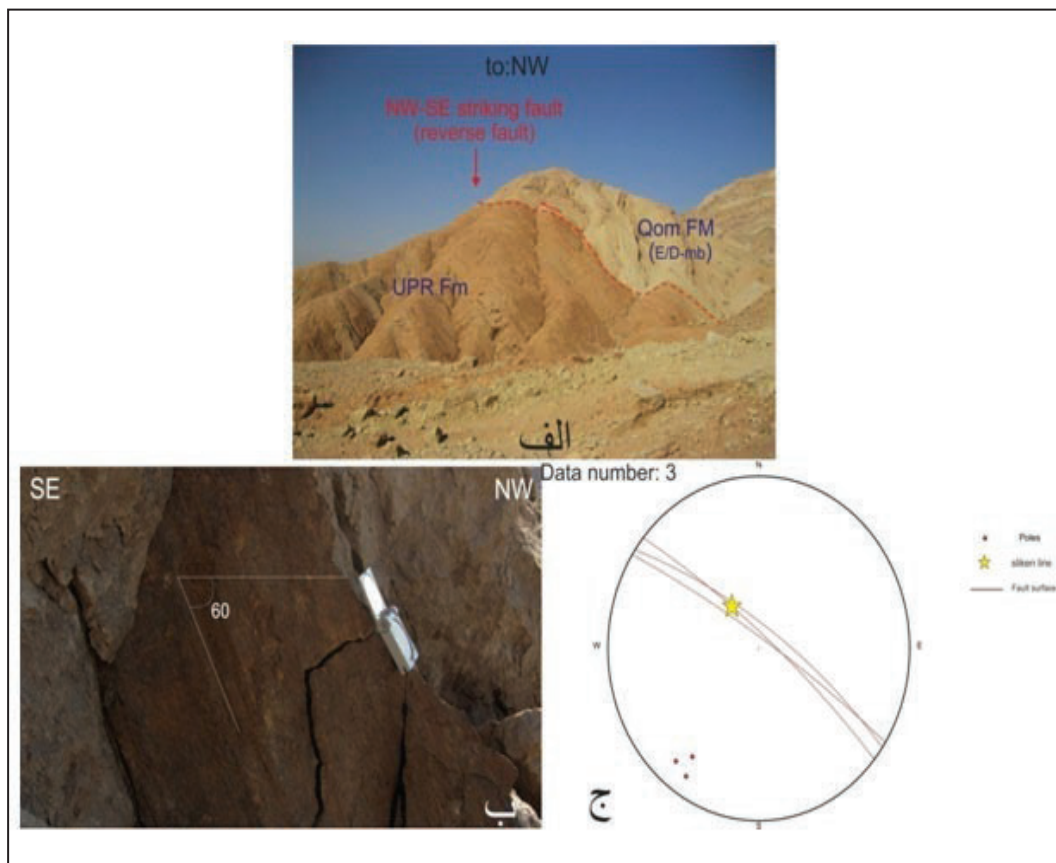 to:NW
NW-SE striking fault
(reverse fault)
Qom FM
(E/D-mb)
UPR Fm
الف
SE
NW
60
ب
Data number: 3
N
W
E
S
Poles
sliken line
Fault surface
ج